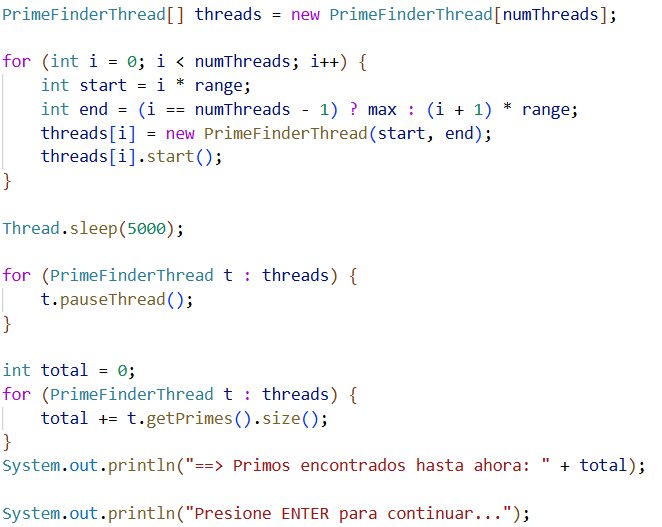 PrimeFinderThread[] threads = new PrimeFinderThread[numThreads];

for (int i = 0; i < numThreads; i++) {
    int start = i * range;
    int end = (i == numThreads - 1) ? max : (i + 1) * range;
    threads[i] = new PrimeFinderThread(start, end);
    threads[i].start();
}

Thread.sleep(5000);

for (PrimeFinderThread t : threads) {
    t.pauseThread();
}

int total = 0;
for (PrimeFinderThread t : threads) {
    total += t.getPrimes().size();
}
System.out.println("==> Primos encontrados hasta ahora: " + total);

System.out.println("Presione ENTER para continuar...");